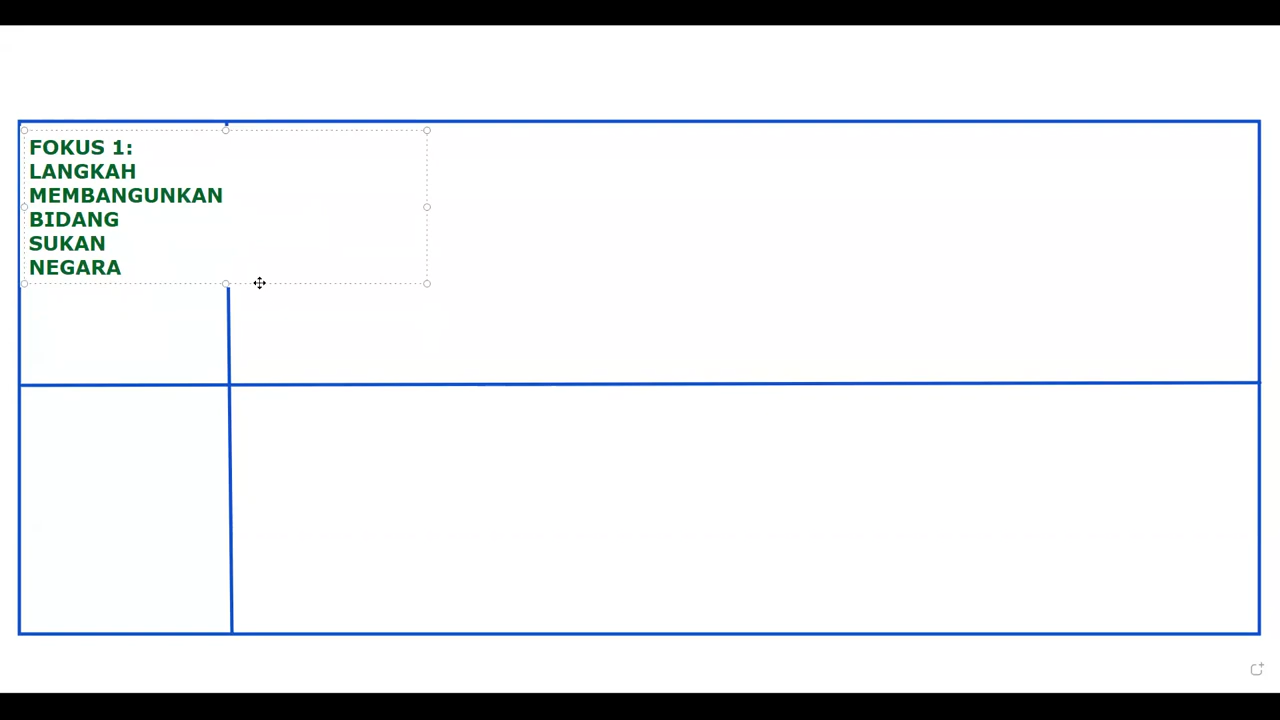 FOKUS 1:
LANGKAH
MEMBANGUNKAN
BIDANG
SUKAN
NEGARA